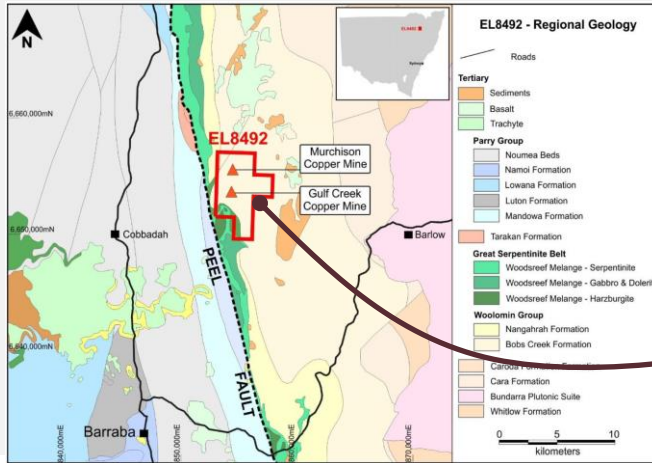 N
EL8492
Sydney
EL8492
Murchison
Copper Mine
Gulf Creek
Copper Mine
Cobbadah
Barlow
PEEL
FAULT
Barraba
6,660,000mN
6,650,000mN
6,640,000mN
840,000mE
850,000mE
860,000mE
870,000mE
EL8492 - Regional Geology
Roads
Tertiary
Sediments
Basalt
Trachyte
Parry Group
Noumea Beds
Namoi Formation
Lowana Formation
Luton Formation
Mandowa Formation
Tarakan Formation
Great Serpentinite Belt
Woodsreef Melange - Serpentinite
Woodsreef Melange - Gabbro & Dolerit
Woodsreef Melange - Harzburgite
Woolomin Group
Nangahrah Formation
Bobs Creek Formation
Caroda Formation
Cara Formation
Bundarra Plutonic Suite
Whitlow Formation
0 5 10
kilometers